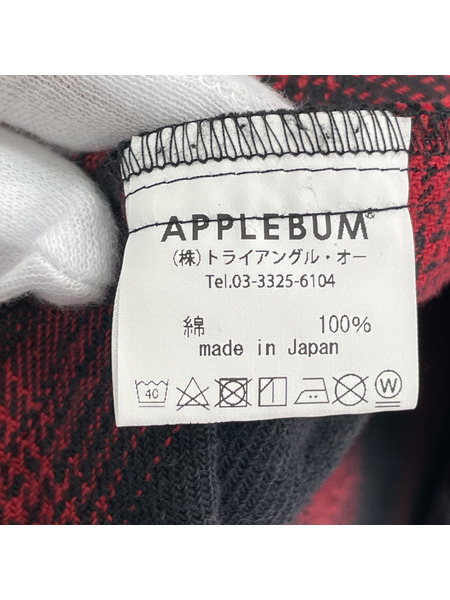 APPLEBUM®
(株)トライアングル・オー
Tel.03-3325-6104
綿 100%
made in Japan
40 W